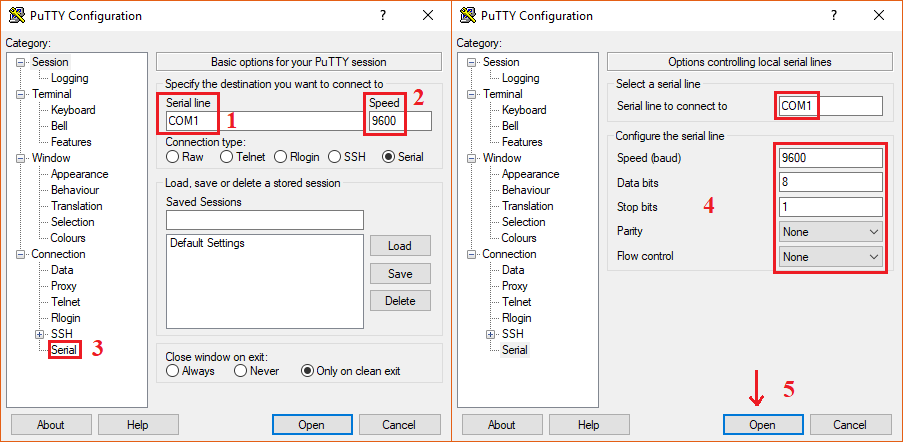 PuTTY Configuration
?
Category:
Session
Logging
Terminal
Keyboard
Bell
Features
Window
Appearance
Behaviour
Translation
Selection
Colours
Connection
Data
Proxy
Telnet
Rlogin
SSH
Serial
3
Basic options for your PuTTY session
Specify the destination you want to connect to
Serial line Speed
COM1 1 9600 2
Connection type:
Raw Telnet Rlogin SSH Serial
Load, save or delete a stored session
Saved Sessions
Default Settings
Load
Save
Delete
Close window on exit:
Always Never Only on clean exit
About Help Open Cancel
PuTTY Configuration
?
Category:
Session
Logging
Terminal
Keyboard
Bell
Features
Window
Appearance
Behaviour
Translation
Selection
Colours
Connection
Data
Proxy
Telnet
Rlogin
SSH
Serial
Options controlling local serial lines
Select a serial line
Serial line to connect to COM1
Configure the serial line
Speed (baud) 9600
Data bits 8
Stop bits 1
4
Parity None
Flow control None
5
About Help Open Cancel